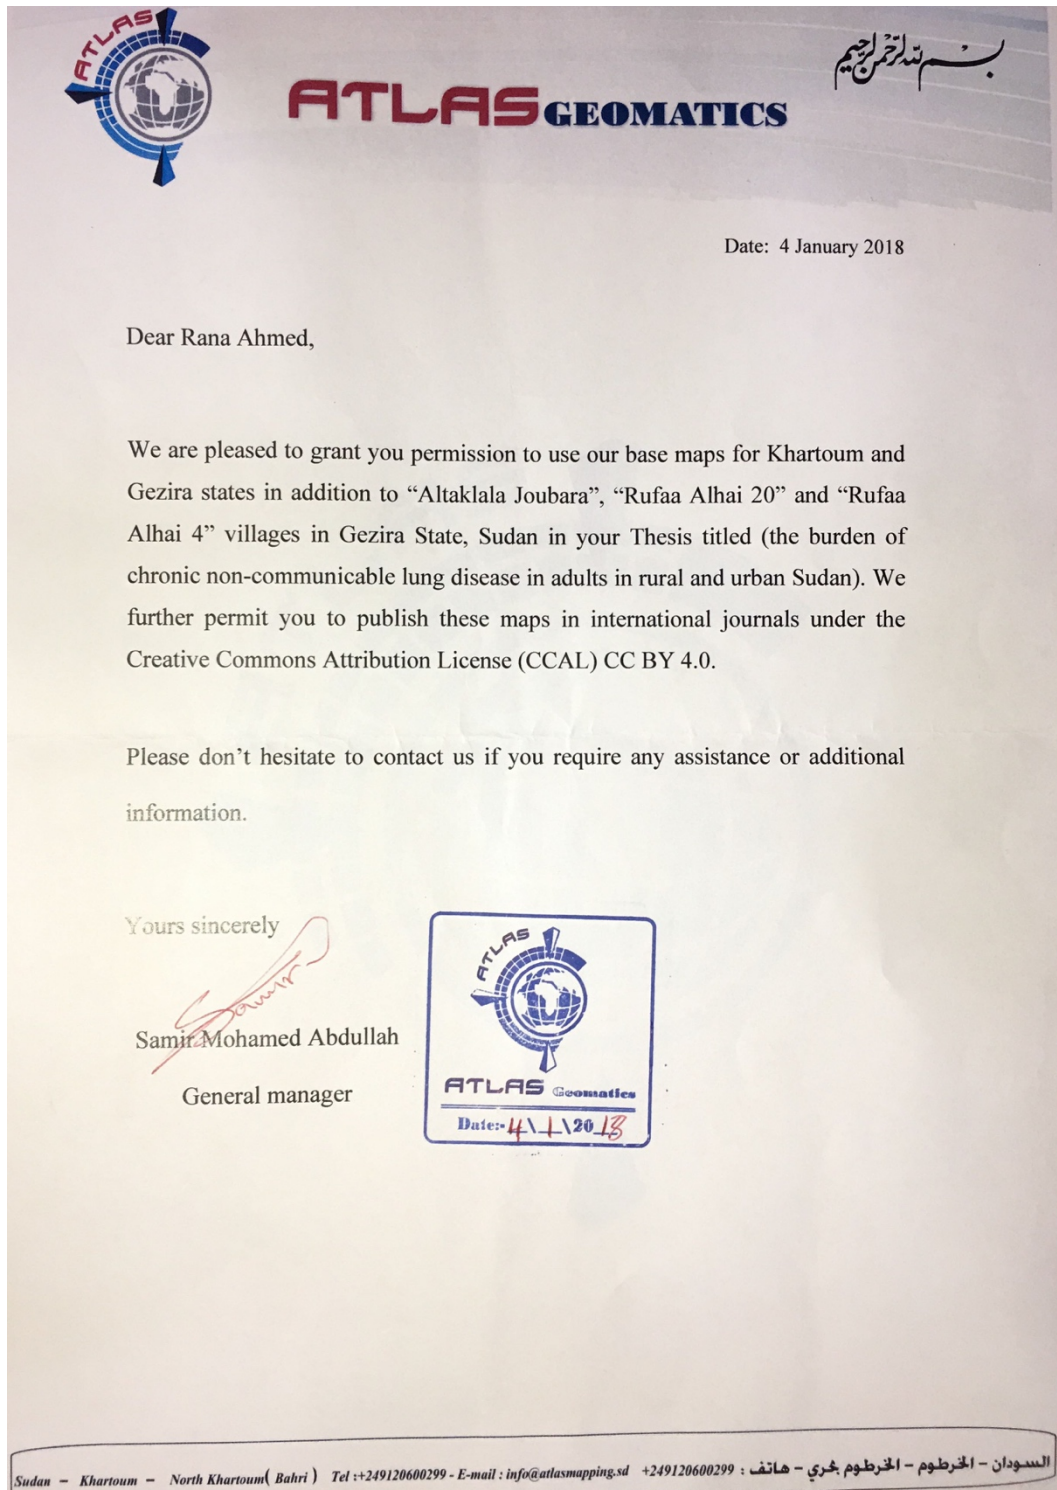 ATLAS
بسم الله الرحمن الرحيم
ATLAS GEOMATICS
Date: 4 January 2018
Dear Rana Ahmed,
We are pleased to grant you permission to use our base maps for Khartoum and
Gezira states in addition to “Altaklala Joubara”, “Rufaa Alhai 20” and “Rufaa
Alhai 4” villages in Gezira State, Sudan in your Thesis titled (the burden of
chronic non-communicable lung disease in adults in rural and urban Sudan). We
further permit you to publish these maps in international journals under the
Creative Commons Attribution License (CCAL) CC BY 4.0.
Please don’t hesitate to contact us if you require any assistance or additional
information.
Yours sincerely
Samir
Samir Mohamed Abdullah
General manager
ATLAS
ATLAS Geomatics
Date:- 4\1\2018
Sudan – Khartoum – North Khartoum( Bahri ) Tel :+249120600299 - E-mail : info@atlasmapping.sd +249120600299 : السودان – الخرطوم – الخرطوم بحري – هاتف